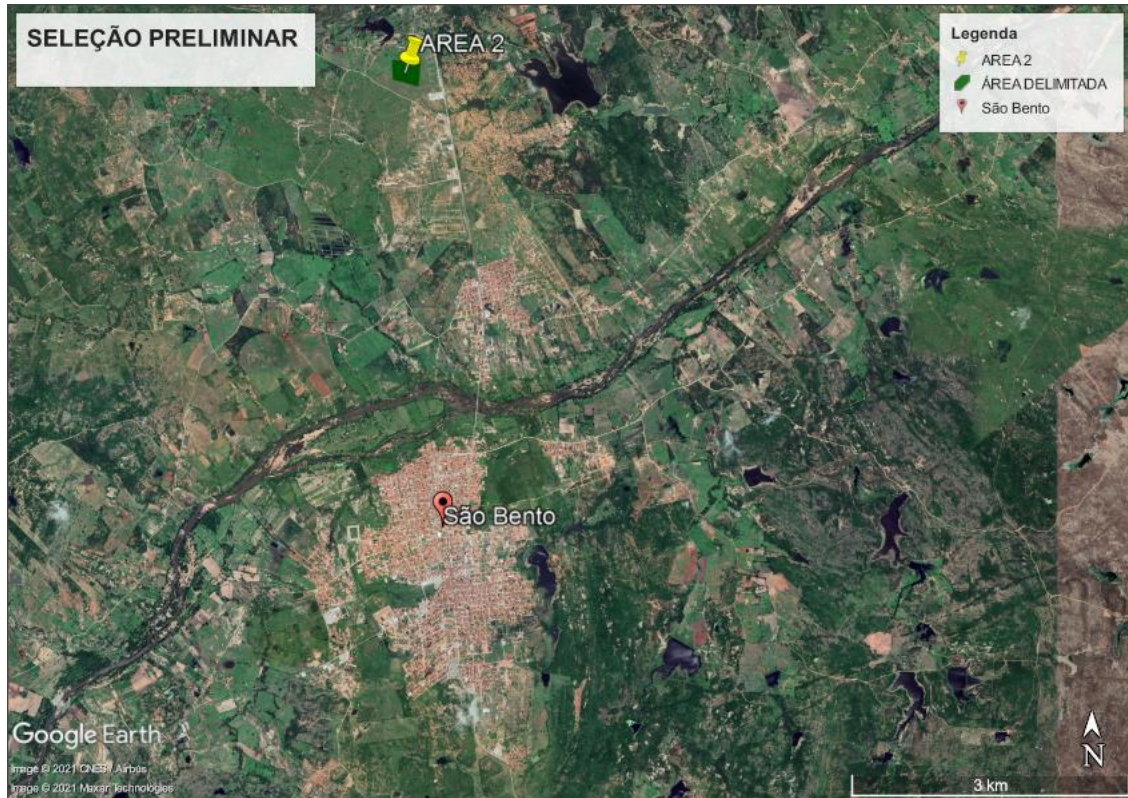 SELEÇÃO PRELIMINAR
AREA 2
Legenda
AREA 2
ÁREA DELIMITADA
São Bento
São Bento
Google Earth
Image © 2021 CNES / Airbus
Image © 2021 Maxar Technologies
N
3 km